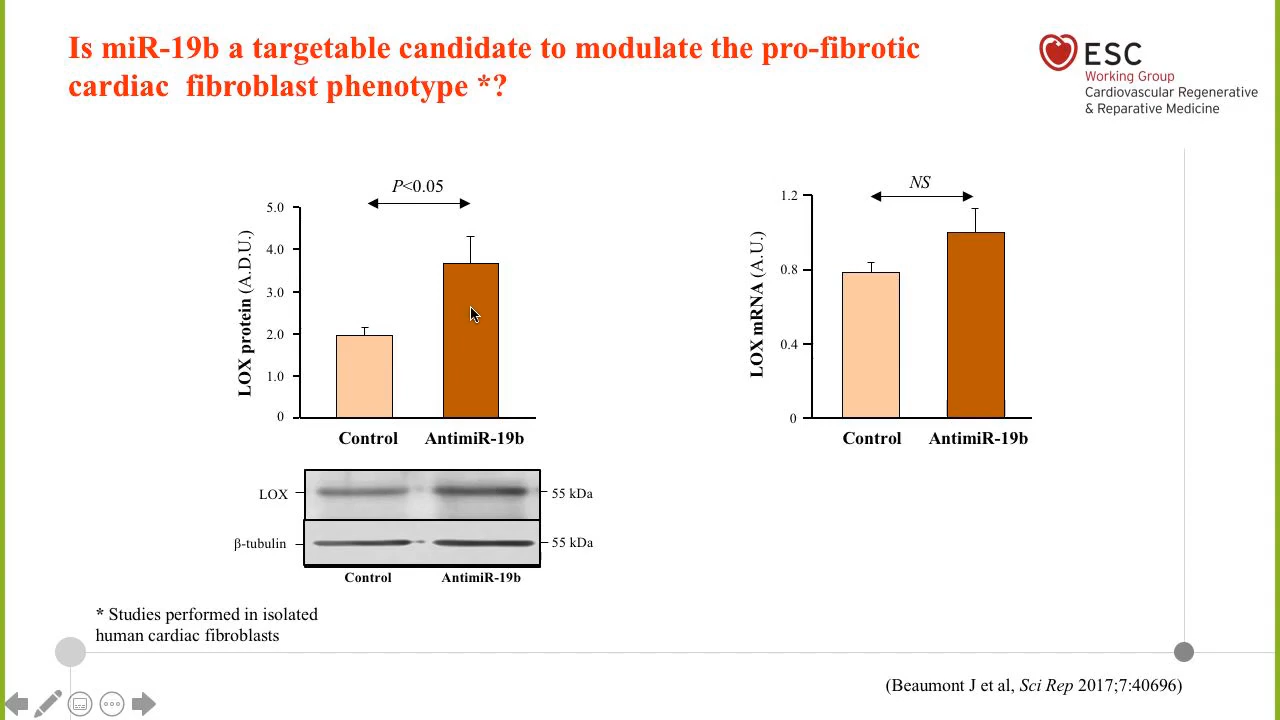 Is miR-19b a targetable candidate to modulate the pro-fibrotic
cardiac fibroblast phenotype *?
ESC
Working Group
Cardiovascular Regenerative
& Reparative Medicine
P<0.05
5.0
4.0
3.0
2.0
1.0
0
LOX protein (A.D.U.)
Control AntimiR-19b
NS
1.2
0.8
0.4
0
LOX mRNA (A.U.)
Control AntimiR-19b
LOX 55 kDa
β-tubulin 55 kDa
Control AntimiR-19b
* Studies performed in isolated
human cardiac fibroblasts
(Beaumont J et al, Sci Rep 2017;7:40696)